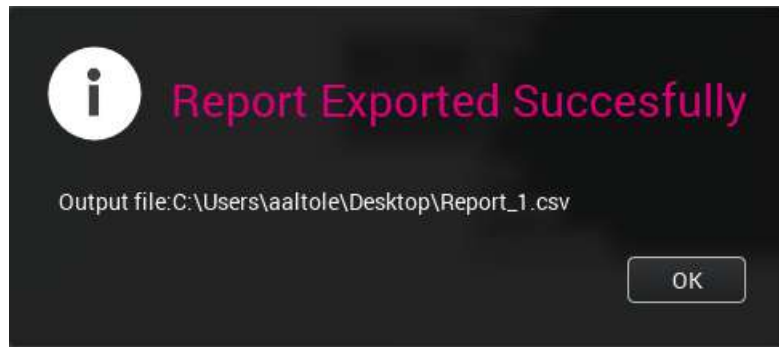 Report Exported Succesfully
Output file:C:\Users\aaltole\Desktop\Report_1.csv
OK